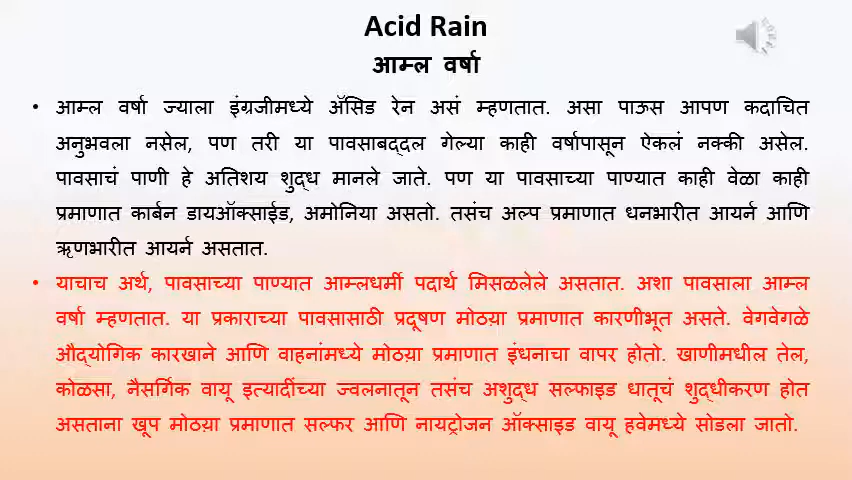 Acid Rain
आम्ल वर्षा
• आम्ल वर्षा ज्याला इंग्रजीमध्ये ॲसिड रेन असं म्हणतात. असा पाऊस आपण कदाचित
अनुभवला नसेल, पण तरी या पावसाबद्दल गेल्या काही वर्षापासून ऐकलं नक्की असेल.
पावसाचं पाणी हे अतिशय शुद्ध मानले जाते. पण या पावसाच्या पाण्यात काही वेळा काही
प्रमाणात कार्बन डायऑक्साईड, अमोनिया असतो. तसंच अल्प प्रमाणात धनभारीत आयर्न आणि
ऋणभारीत आयर्न असतात.
• याचाच अर्थ, पावसाच्या पाण्यात आम्लधर्मी पदार्थ मिसळलेले असतात. अशा पावसाला आम्ल
वर्षा म्हणतात. या प्रकाराच्या पावसासाठी प्रदूषण मोठ्या प्रमाणात कारणीभूत असते. वेगवेगळे
औद्योगिक कारखाने आणि वाहनांमध्ये मोठ्या प्रमाणात इंधनाचा वापर होतो. खाणीमधील तेल,
कोळसा, नैसर्गिक वायू इत्यादींच्या ज्वलनातून तसंच अशुद्ध सल्फाइड धातूचं शुद्धीकरण होत
असताना खूप मोठ्या प्रमाणात सल्फर आणि नायट्रोजन ऑक्साइड वायू हवेमध्ये सोडला जातो.